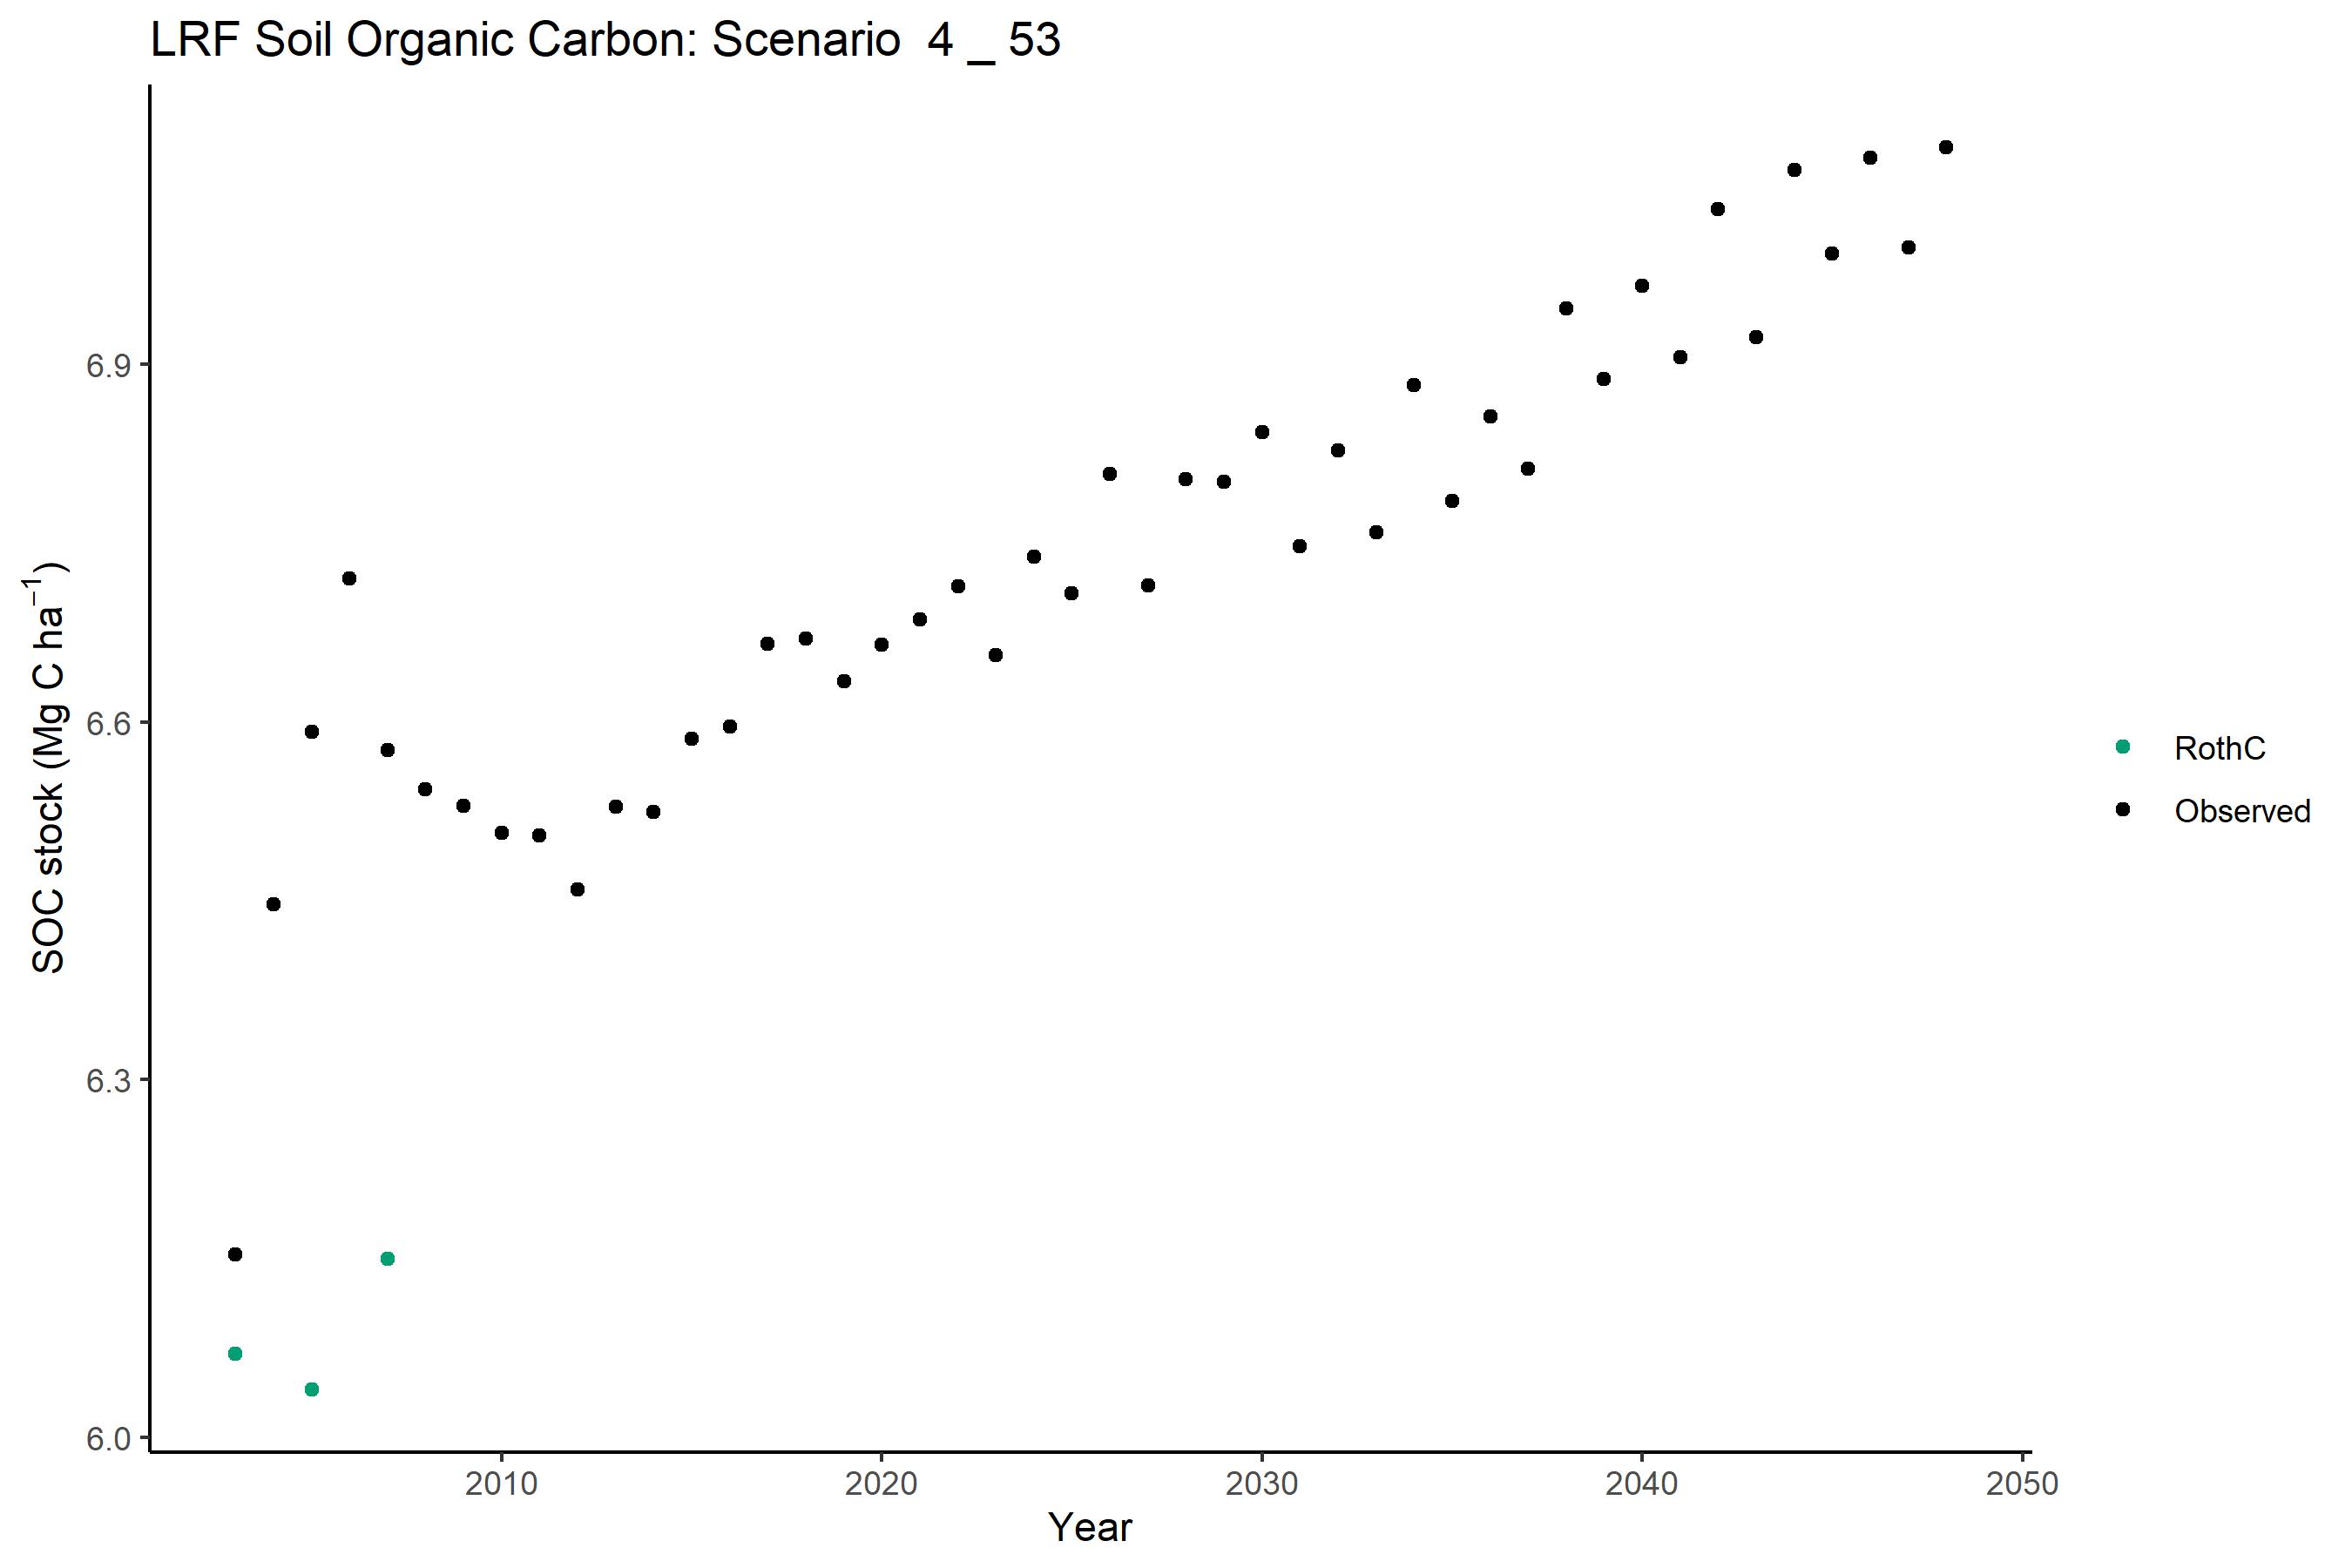 LRF Soil Organic Carbon: Scenario  4 _ 53
SOC stock (Mg C ha⁻¹)
6.9
6.6
6.3
6.0
2010 2020 2030 2040 2050
Year
RothC
Observed